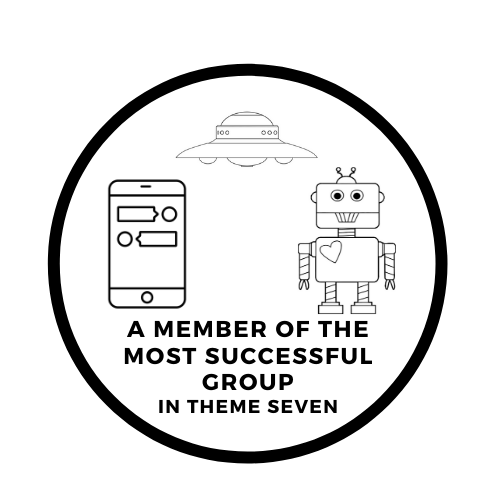 A MEMBER OF THE
MOST SUCCESSFUL
GROUP
IN THEME SEVEN